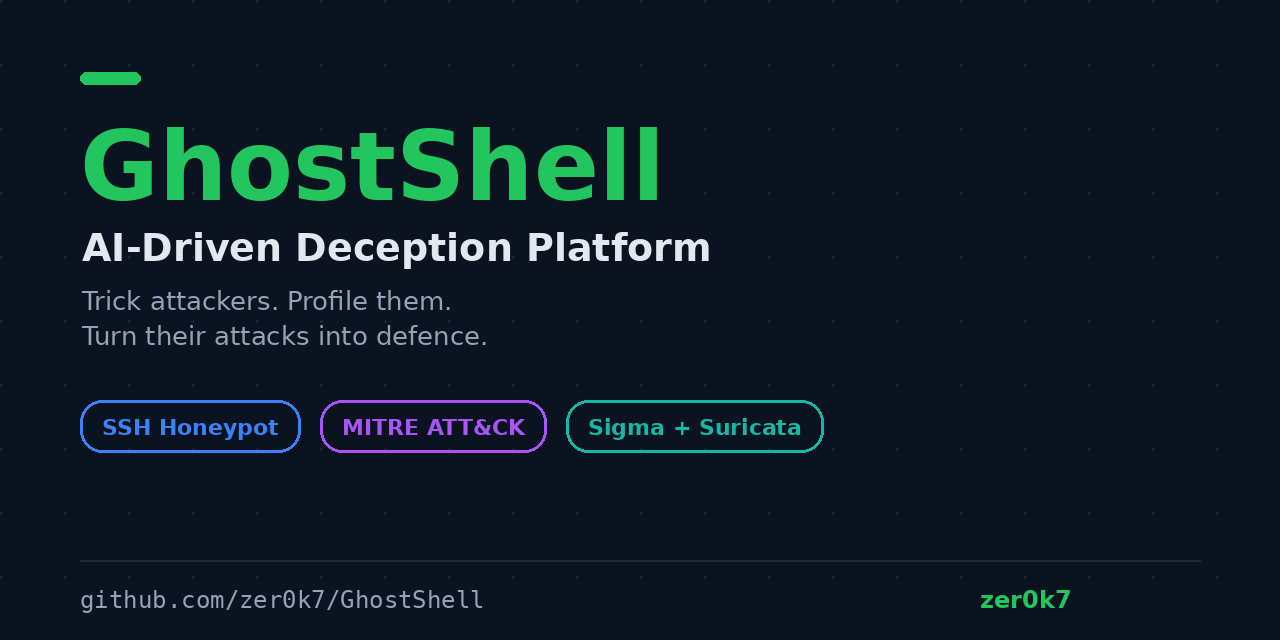 GhostShell
AI-Driven Deception Platform
Trick attackers. Profile them.
Turn their attacks into defence.
SSH Honeypot
MITRE ATT&CK
Sigma + Suricata
github.com/zer0k7/GhostShell
zer0k7